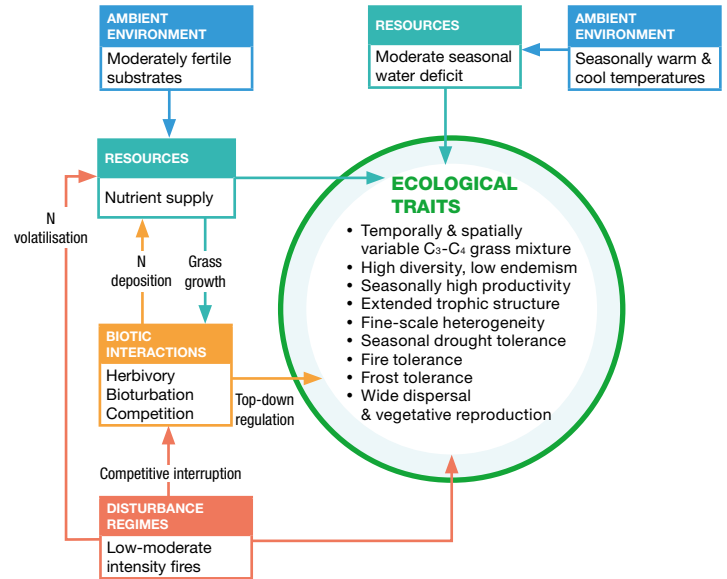 AMBIENT
ENVIRONMENT
Moderately fertile
substrates
RESOURCES
Moderate seasonal
water deficit
AMBIENT
ENVIRONMENT
Seasonally warm &
cool temperatures
RESOURCES
Nutrient supply
N
volatilisation
N
deposition
Grass
growth
BIOTIC
INTERACTIONS
Herbivory
Bioturbation
Competition
Top-down
regulation
Competitive interruption
DISTURBANCE
REGIMES
Low-moderate
intensity fires
ECOLOGICAL
TRAITS
• Temporally & spatially
variable C₃-C₄ grass mixture
• High diversity, low endemism
• Seasonally high productivity
• Extended trophic structure
• Fine-scale heterogeneity
• Seasonal drought tolerance
• Fire tolerance
• Frost tolerance
• Wide dispersal
& vegetative reproduction